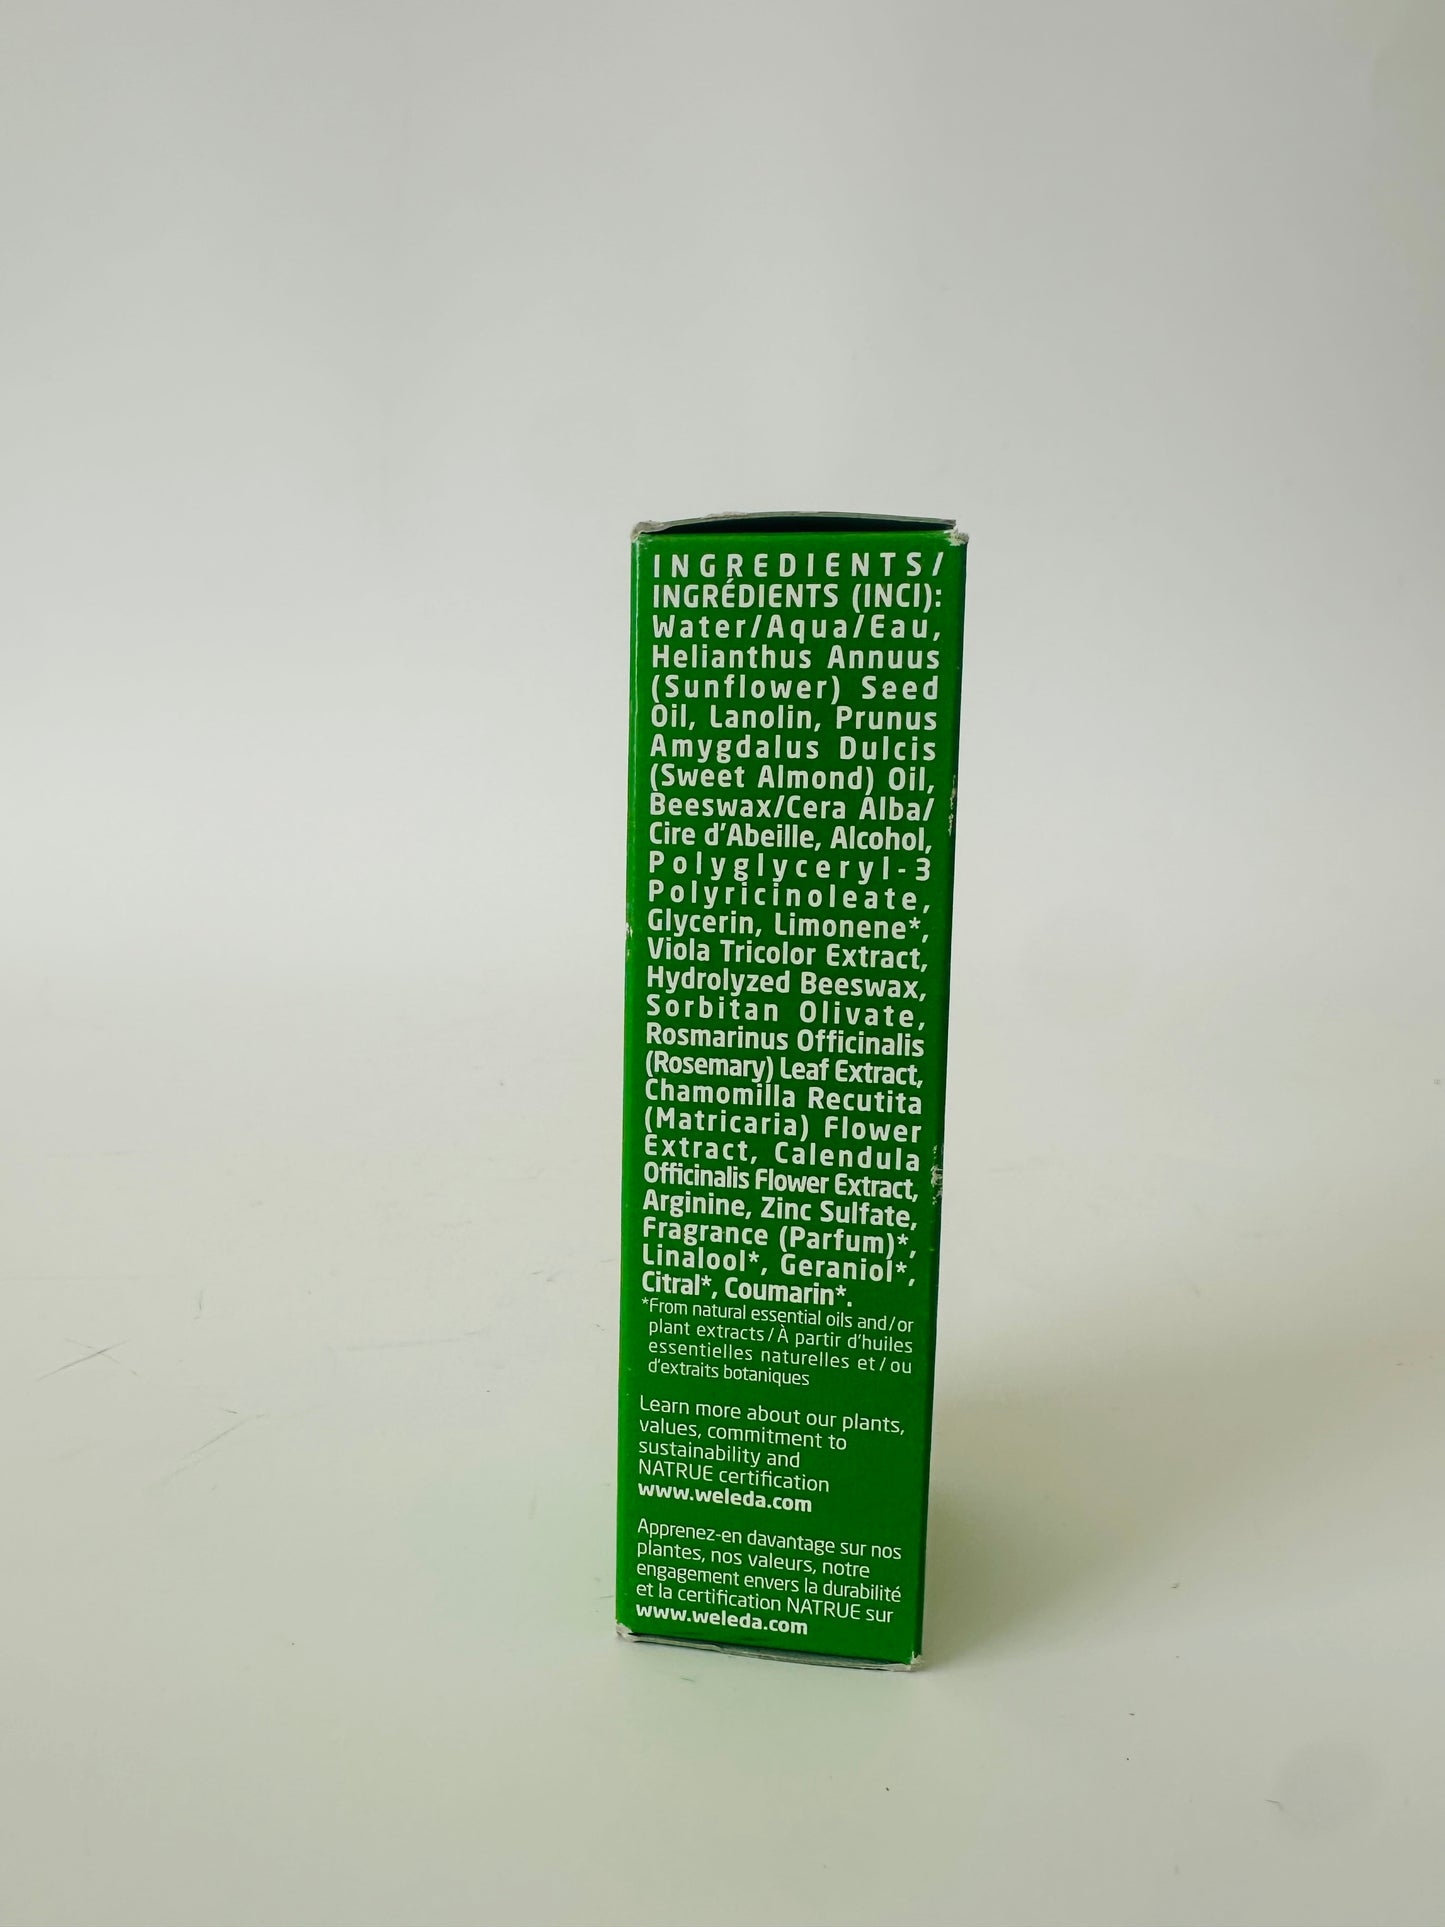 INGREDIENTS/
INGRÉDIENTS (INCI):
Water/Aqua/Eau,
Helianthus Annuus
(Sunflower) Seed
Oil, Lanolin, Prunus
Amygdalus Dulcis
(Sweet Almond) Oil,
Beeswax/Cera Alba/
Cire d'Abeille, Alcohol,
Polyglyceryl-3
Polyricinoleate,
Glycerin, Limonene*,
Viola Tricolor Extract,
Hydrolyzed Beeswax,
Sorbitan Olivate,
Rosmarinus Officinalis
(Rosemary) Leaf Extract,
Chamomilla Recutita
(Matricaria) Flower
Extract, Calendula
Officinalis Flower Extract,
Arginine, Zinc Sulfate,
Fragrance (Parfum)*,
Linalool*, Geraniol*,
Citral*, Coumarin*.
*From natural essential oils and/or
plant extracts/À partir d'huiles
essentielles naturelles et/ou
d'extraits botaniques
Learn more about our plants,
values, commitment to
sustainability and
NATRUE certification
www.weleda.com
Apprenez-en davantage sur nos
plantes, nos valeurs, notre
engagement envers la durabilité
et la certification NATRUE sur
www.weleda.com